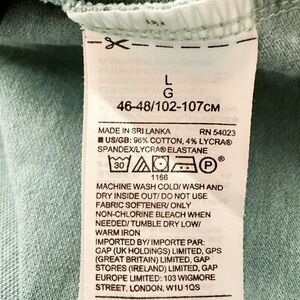 L
G
46-48/102-107CM
MADE IN SRI LANKA RN 54023
US/GB: 96% COTTON, 4% LYCRA®
SPANDEX/LYCRA® ELASTANE
30 P
1166
MACHINE WASH COLD/ WASH AND
DRY INSIDE OUT/ DO NOT USE
FABRIC SOFTENER/ ONLY
NON-CHLORINE BLEACH WHEN
NEEDED/ TUMBLE DRY LOW/
WARM IRON
IMPORTED BY/ IMPORTE PAR:
GAP (UK HOLDINGS) LIMITED, GPS
(GREAT BRITAIN) LIMITED, GAP
STORES (IRELAND) LIMITED, GAP
EUROPE LIMITED: 103 WIGMORE
STREET, LONDON, W1U 1QS